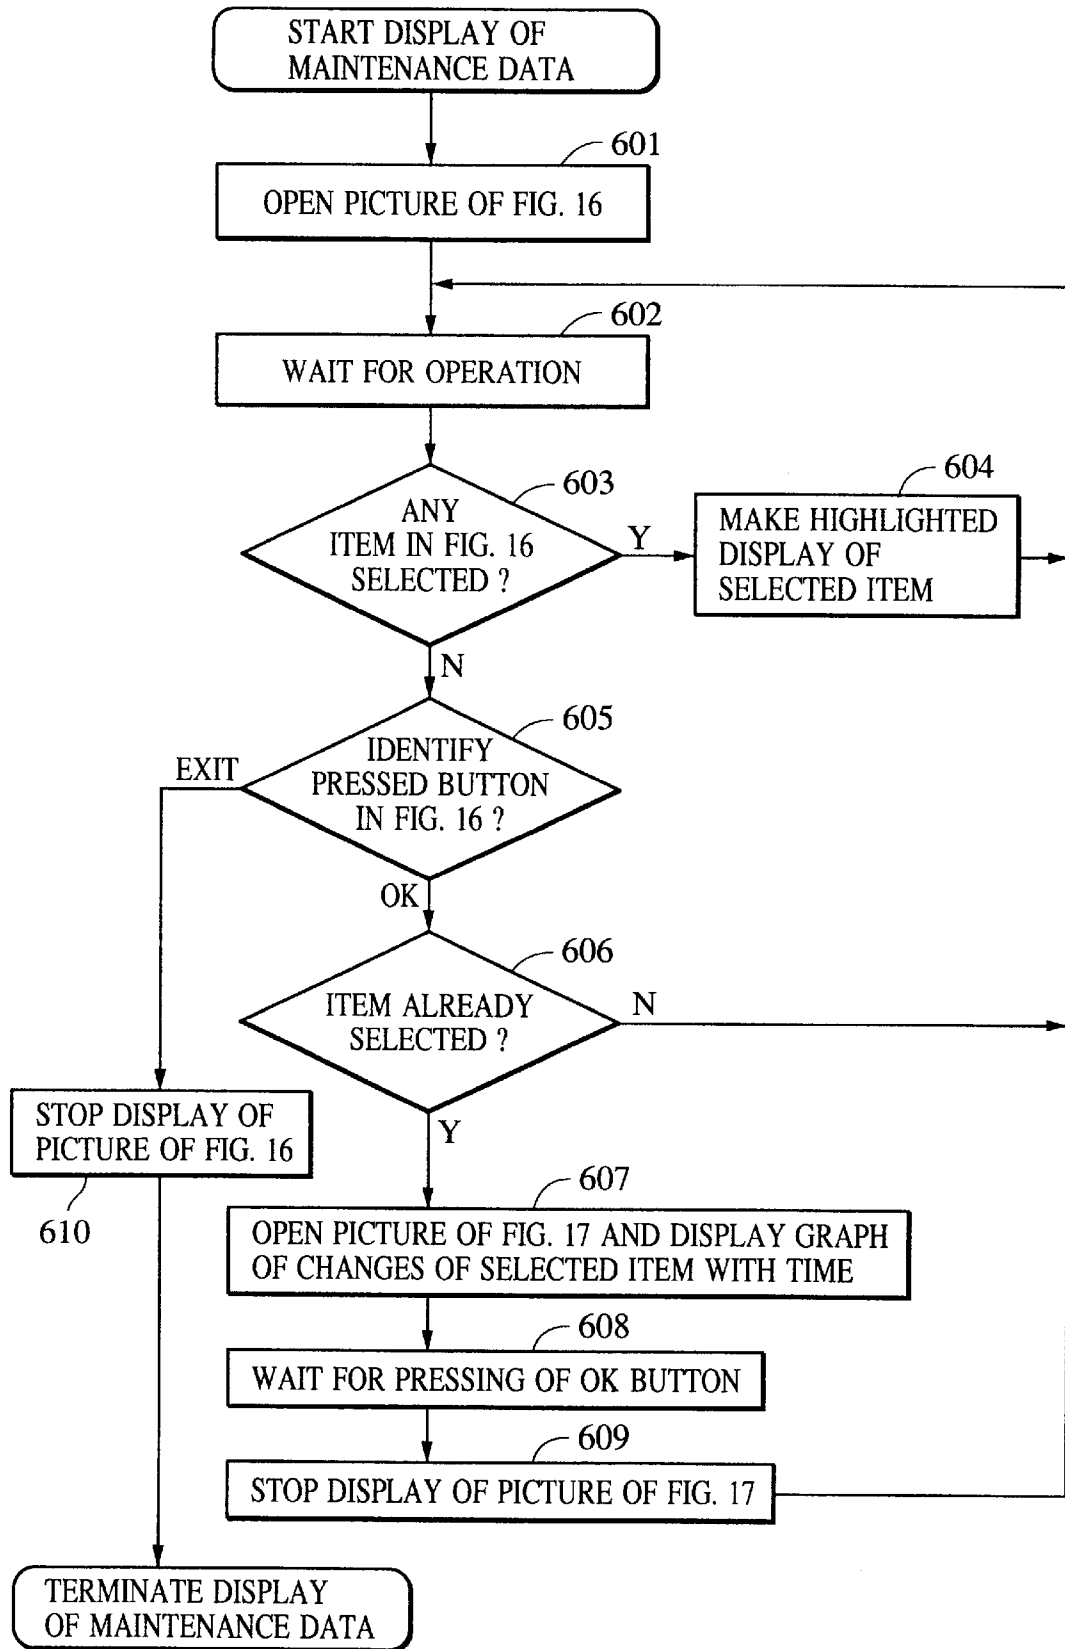 START DISPLAY OF
MAINTENANCE DATA
601
OPEN PICTURE OF FIG. 16
602
WAIT FOR OPERATION
603
ANY
ITEM IN FIG. 16
SELECTED ?
Y
604
MAKE HIGHLIGHTED
DISPLAY OF
SELECTED ITEM
N
605
IDENTIFY
PRESSED BUTTON
IN FIG. 16 ?
EXIT
OK
606
ITEM ALREADY
SELECTED ?
N
Y
STOP DISPLAY OF
PICTURE OF FIG. 16
610
607
OPEN PICTURE OF FIG. 17 AND DISPLAY GRAPH
OF CHANGES OF SELECTED ITEM WITH TIME
608
WAIT FOR PRESSING OF OK BUTTON
609
STOP DISPLAY OF PICTURE OF FIG. 17
TERMINATE DISPLAY
OF MAINTENANCE DATA